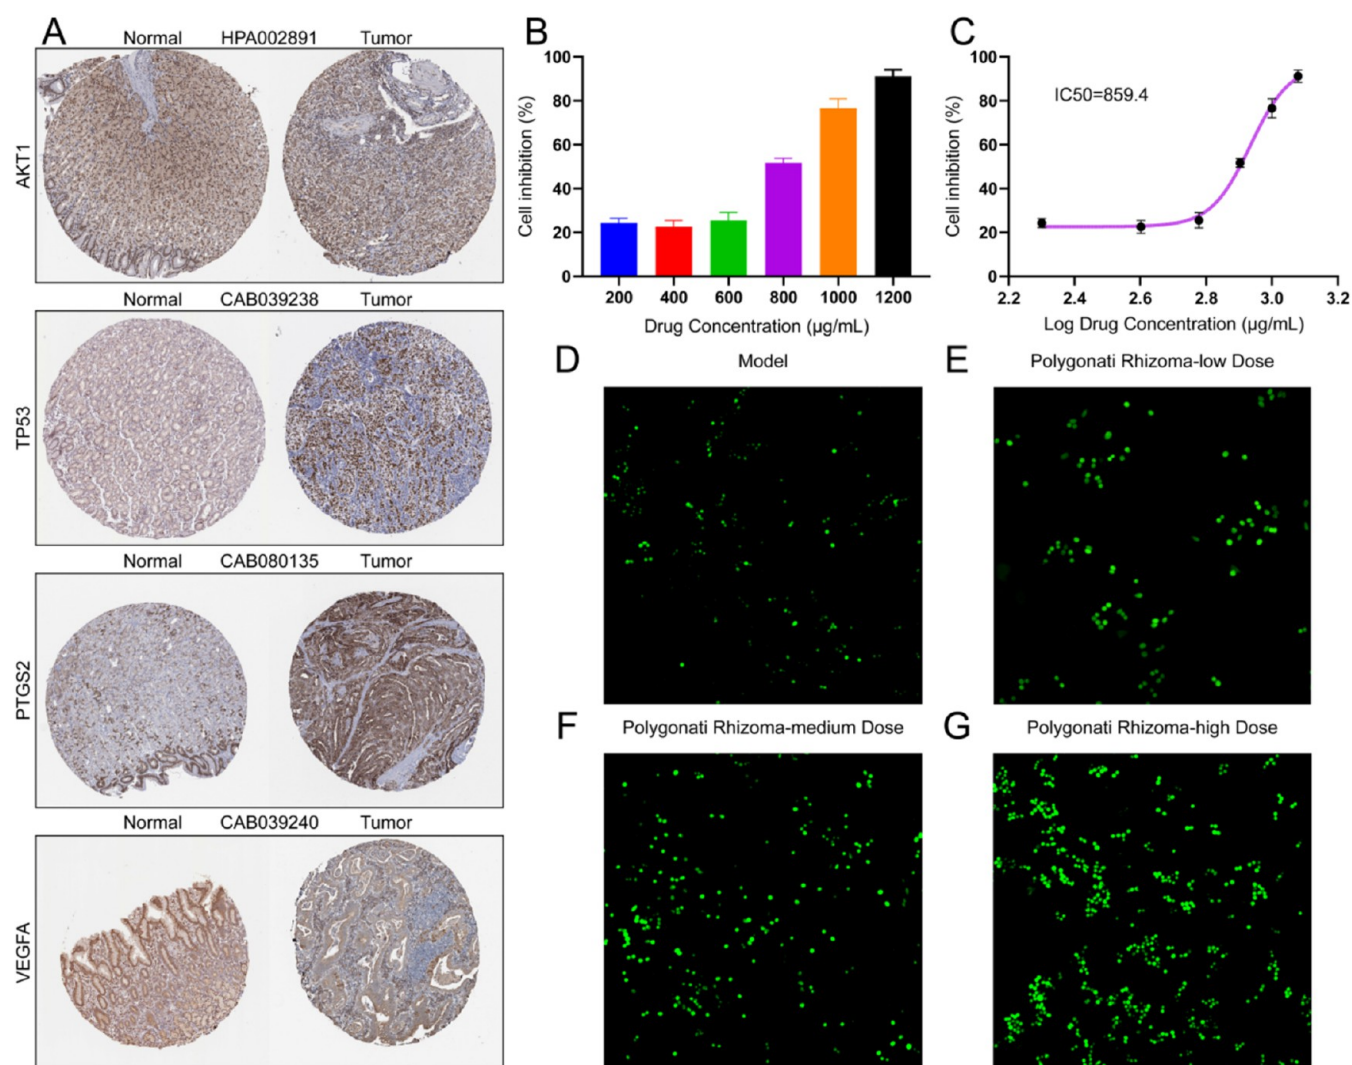 A
Normal HPA002891 Tumor
AKT1
Normal CAB039238 Tumor
TP53
Normal CAB080135 Tumor
PTGS2
Normal CAB039240 Tumor
VEGFA
B
Cell inhibition (%)
100
80
60
40
20
0
200 400 600 800 1000 1200
Drug Concentration (µg/mL)
C
Cell inhibition (%)
100
80
60
40
20
0
IC50=859.4
2.2 2.4 2.6 2.8 3.0 3.2
Log Drug Concentration (µg/mL)
D
Model
E
Polygonati Rhizoma-low Dose
F
Polygonati Rhizoma-medium Dose
G
Polygonati Rhizoma-high Dose